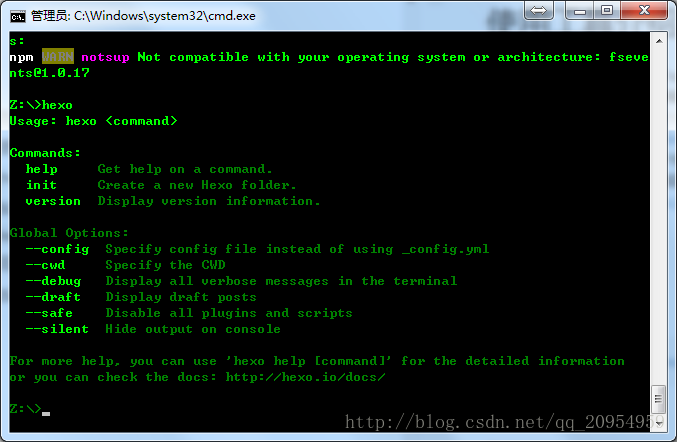 管理员: C:\Windows\system32\cmd.exe
s:
npm WARN notsup Not compatible with your operating system or architecture: fseve
nts@1.0.17
Z:\>hexo
Usage: hexo <command>
Commands:
help Get help on a command.
init Create a new Hexo folder.
version Display version information.
Global Options:
--config Specify config file instead of using _config.yml
--cwd Specify the CWD
--debug Display all verbose messages in the terminal
--draft Display draft posts
--safe Disable all plugins and scripts
--silent Hide output on console
For more help, you can use 'hexo help [command]' for the detailed information
or you can check the docs: http://hexo.io/docs/
Z:\>
http://blog.csdn.net/qq_20954959